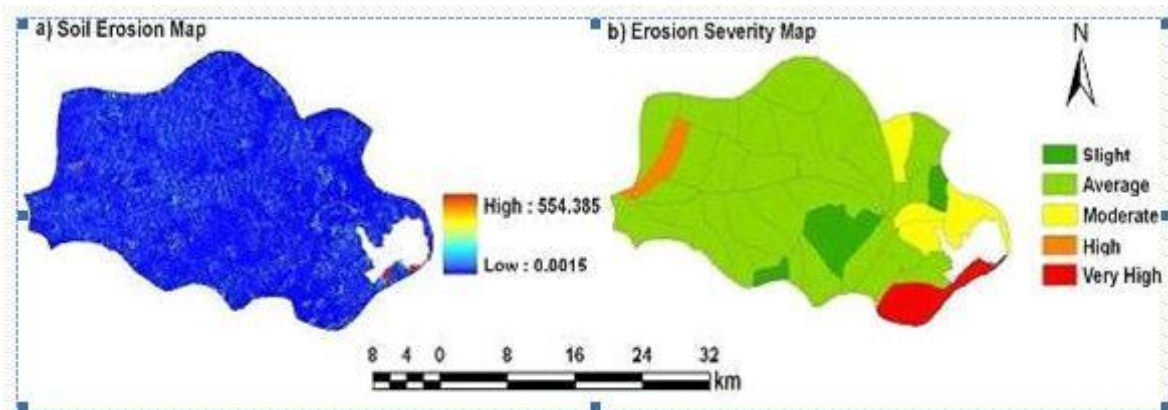 a) Soil Erosion Map
High : 554.385
Low : 0.0015
b) Erosion Severity Map
N
Slight
Average
Moderate
High
Very High
8 4 0 8 16 24 32
km